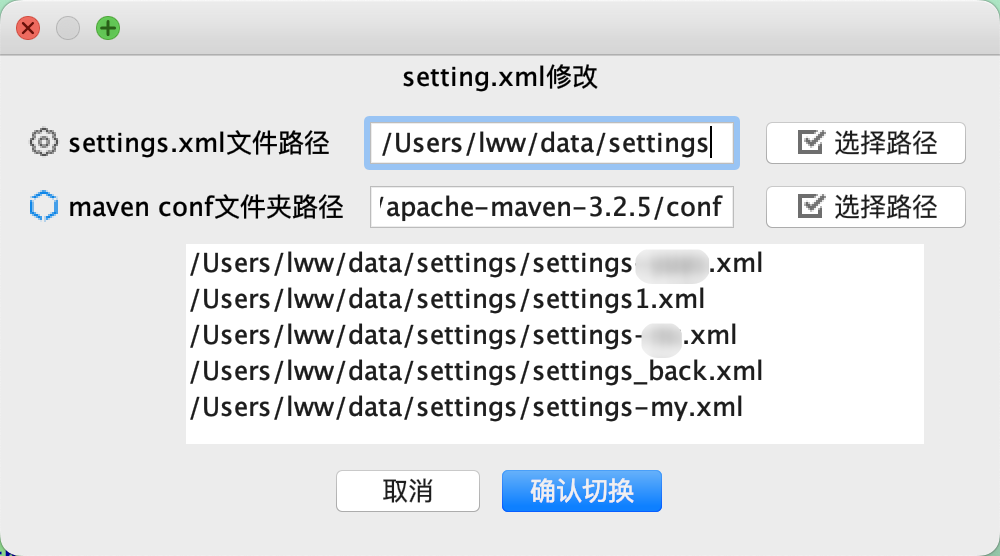 setting.xml修改
settings.xml文件路径 /Users/lww/data/settings 选择路径
maven conf文件夹路径 /apache-maven-3.2.5/conf 选择路径
/Users/lww/data/settings/settings- .xml
/Users/lww/data/settings/settings1.xml
/Users/lww/data/settings/settings- .xml
/Users/lww/data/settings/settings_back.xml
/Users/lww/data/settings/settings-my.xml
取消 确认切换